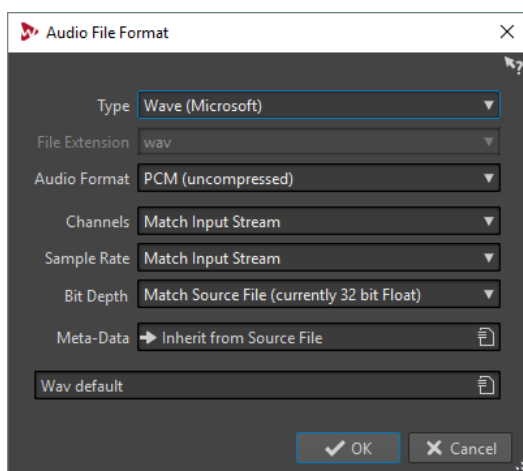 Audio File Format
Type Wave (Microsoft)
File Extension wav
Audio Format PCM (uncompressed)
Channels Match Input Stream
Sample Rate Match Input Stream
Bit Depth Match Source File (currently 32 bit Float)
Meta-Data Inherit from Source File
Wav default
OK Cancel